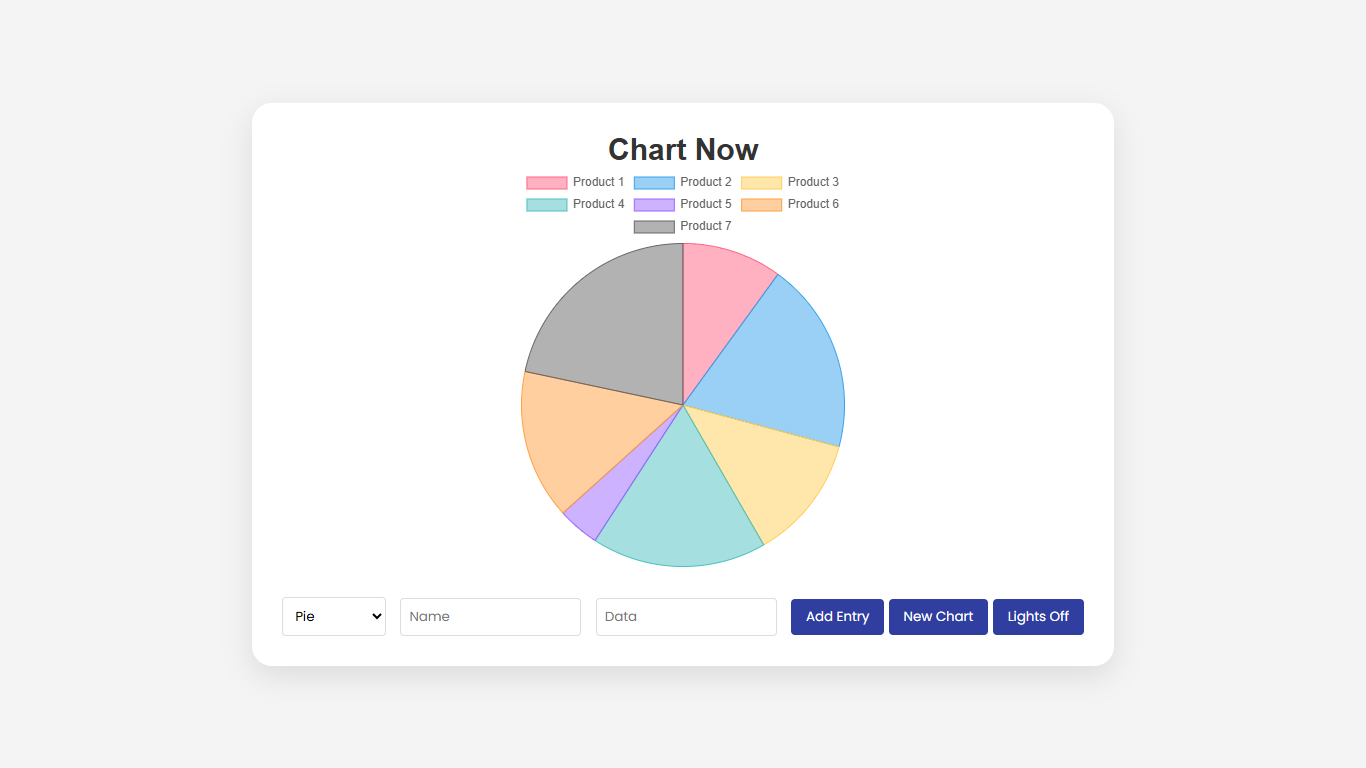 Chart Now
Product 1 Product 2 Product 3
Product 4 Product 5 Product 6
Product 7
Pie Name Data Add Entry New Chart Lights Off